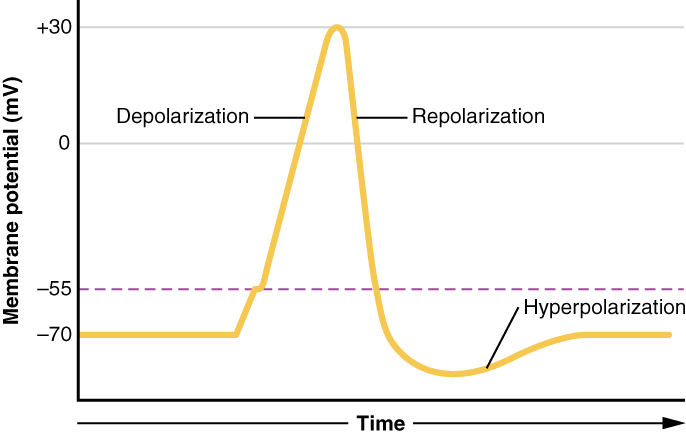 +30
Depolarization
Repolarization
0
Membrane potential (mV)
–55
Hyperpolarization
–70
Time